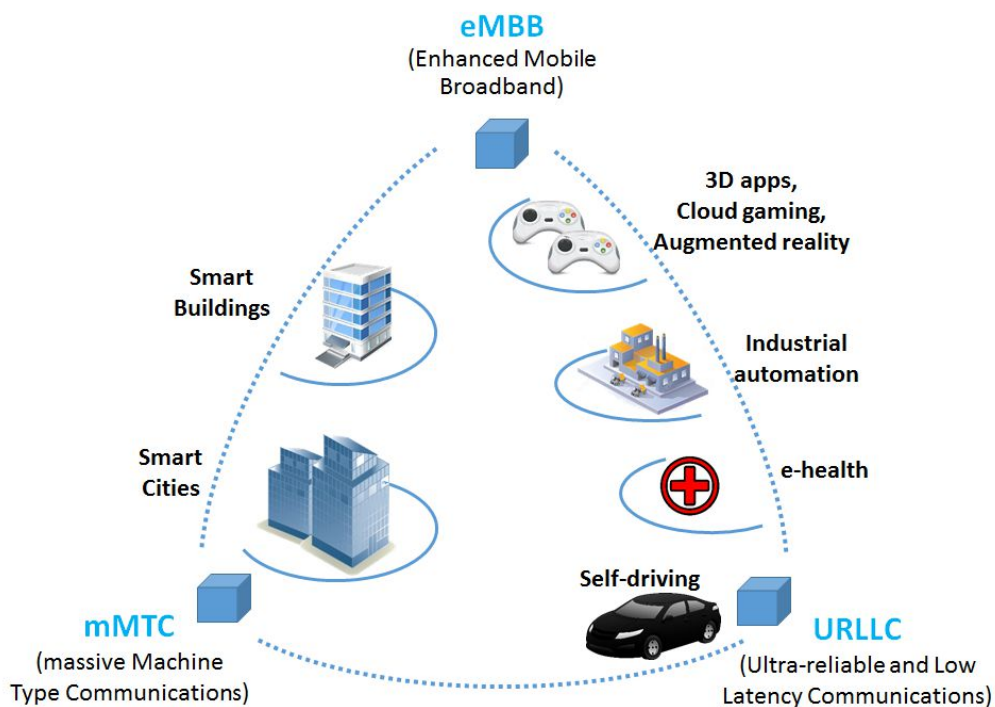 eMBB
(Enhanced Mobile
Broadband)
3D apps,
Cloud gaming,
Augmented reality
Smart
Buildings
Industrial
automation
Smart
Cities
e-health
Self-driving
mMTC
(massive Machine
Type Communications)
URLLC
(Ultra-reliable and Low
Latency Communications)